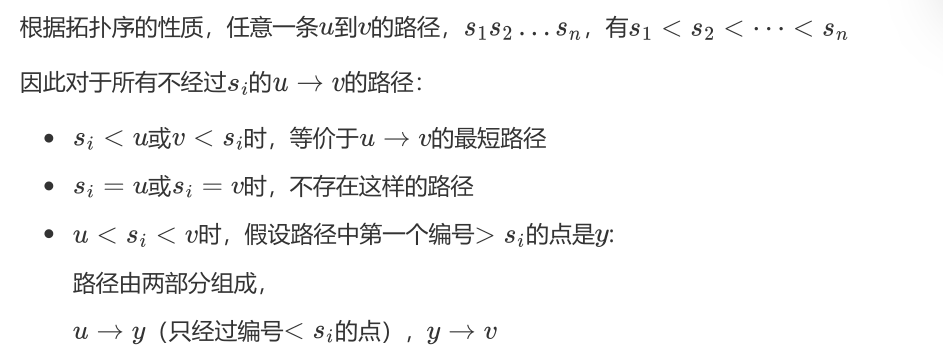 根据拓扑序的性质，任意一条u到v的路径，s₁s₂…sₙ，有s₁ < s₂ < ⋯ < sₙ
因此对于所有不经过sᵢ的u → v的路径：
• sᵢ < u或v < sᵢ时，等价于u → v的最短路径
• sᵢ = u或sᵢ = v时，不存在这样的路径
• u < sᵢ < v时，假设路径中第一个编号> sᵢ的点是y:
路径由两部分组成，
u → y（只经过编号< sᵢ的点），y → v